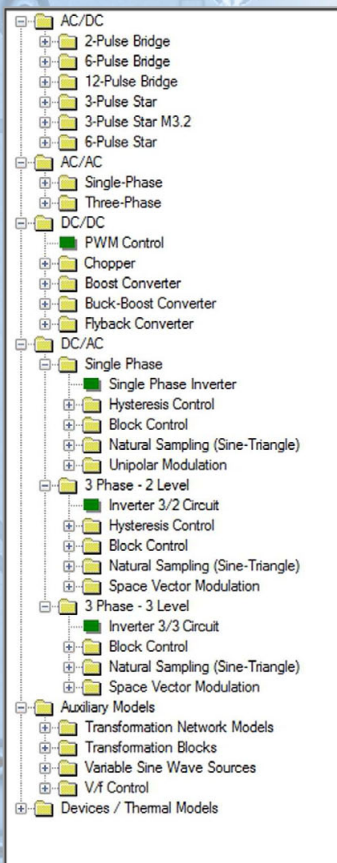 AC/DC
2-Pulse Bridge
6-Pulse Bridge
12-Pulse Bridge
3-Pulse Star
3-Pulse Star M3.2
6-Pulse Star
AC/AC
Single-Phase
Three-Phase
DC/DC
PWM Control
Chopper
Boost Converter
Buck-Boost Converter
Flyback Converter
DC/AC
Single Phase
Single Phase Inverter
Hysteresis Control
Block Control
Natural Sampling (Sine-Triangle)
Unipolar Modulation
3 Phase - 2 Level
Inverter 3/2 Circuit
Hysteresis Control
Block Control
Natural Sampling (Sine-Triangle)
Space Vector Modulation
3 Phase - 3 Level
Inverter 3/3 Circuit
Block Control
Natural Sampling (Sine-Triangle)
Space Vector Modulation
Auxiliary Models
Transformation Network Models
Transformation Blocks
Variable Sine Wave Sources
V/f Control
Devices / Thermal Models